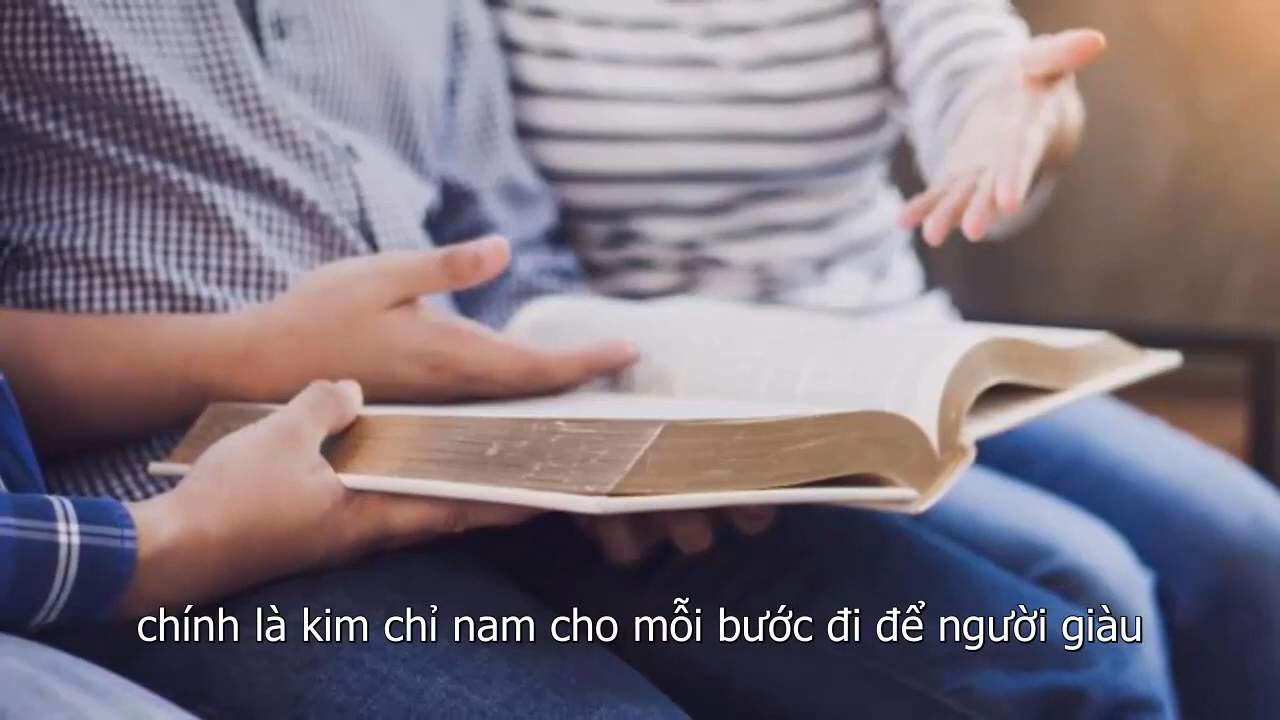 chính là kim chỉ nam cho mỗi bước đi để người giàu